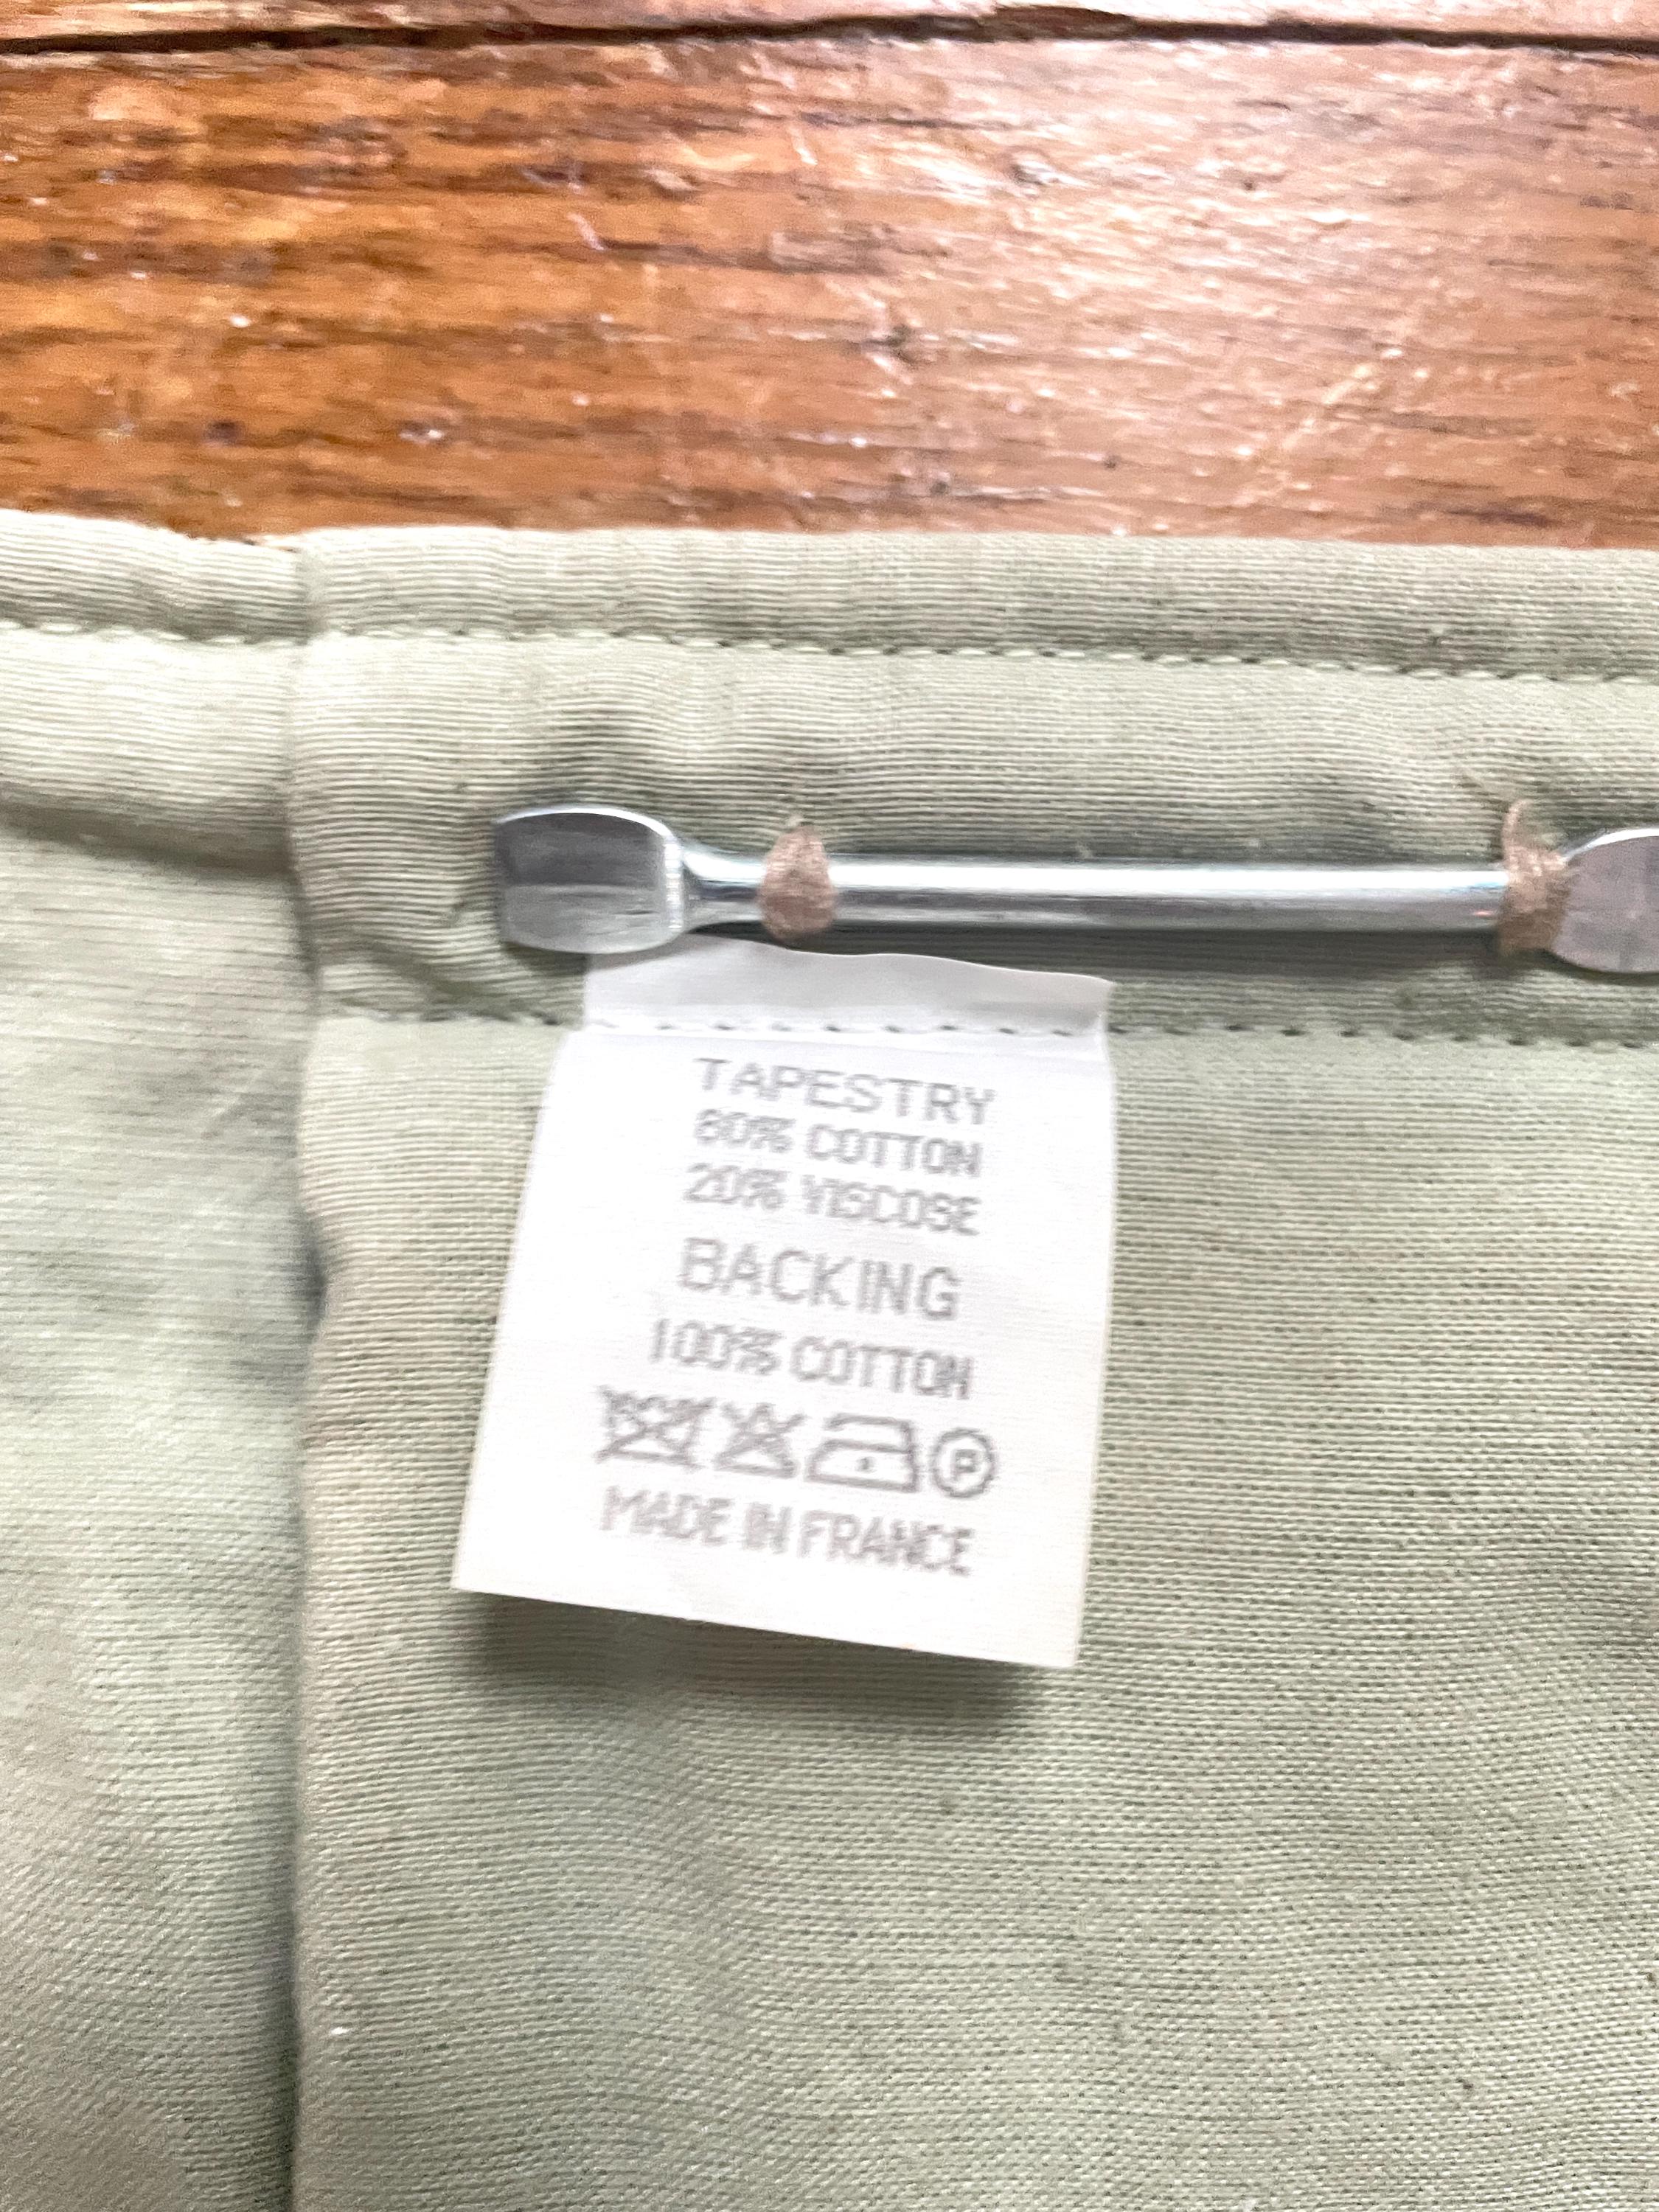 TAPESTRY
80% COTTON
20% VISCOSE
BACKING
100% COTTON
P
MADE IN FRANCE